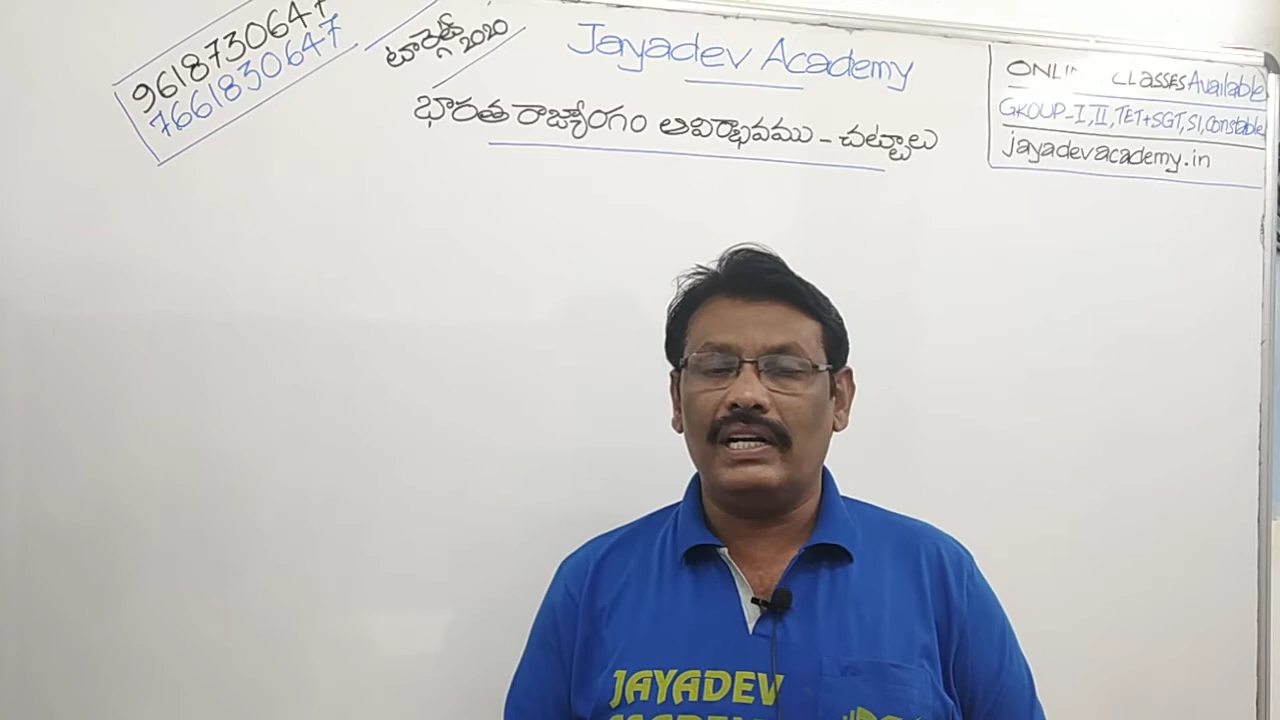 9618730647
7661830647
టార్గెట్ 2020
Jayadev Academy
భారత రాజ్యాంగం ఆవిర్భావము - చట్టాలు
CLASSES Available
GROUP-I, II, TET+SGT, SI, Constable
jayadevacademy.in
JAYADEV